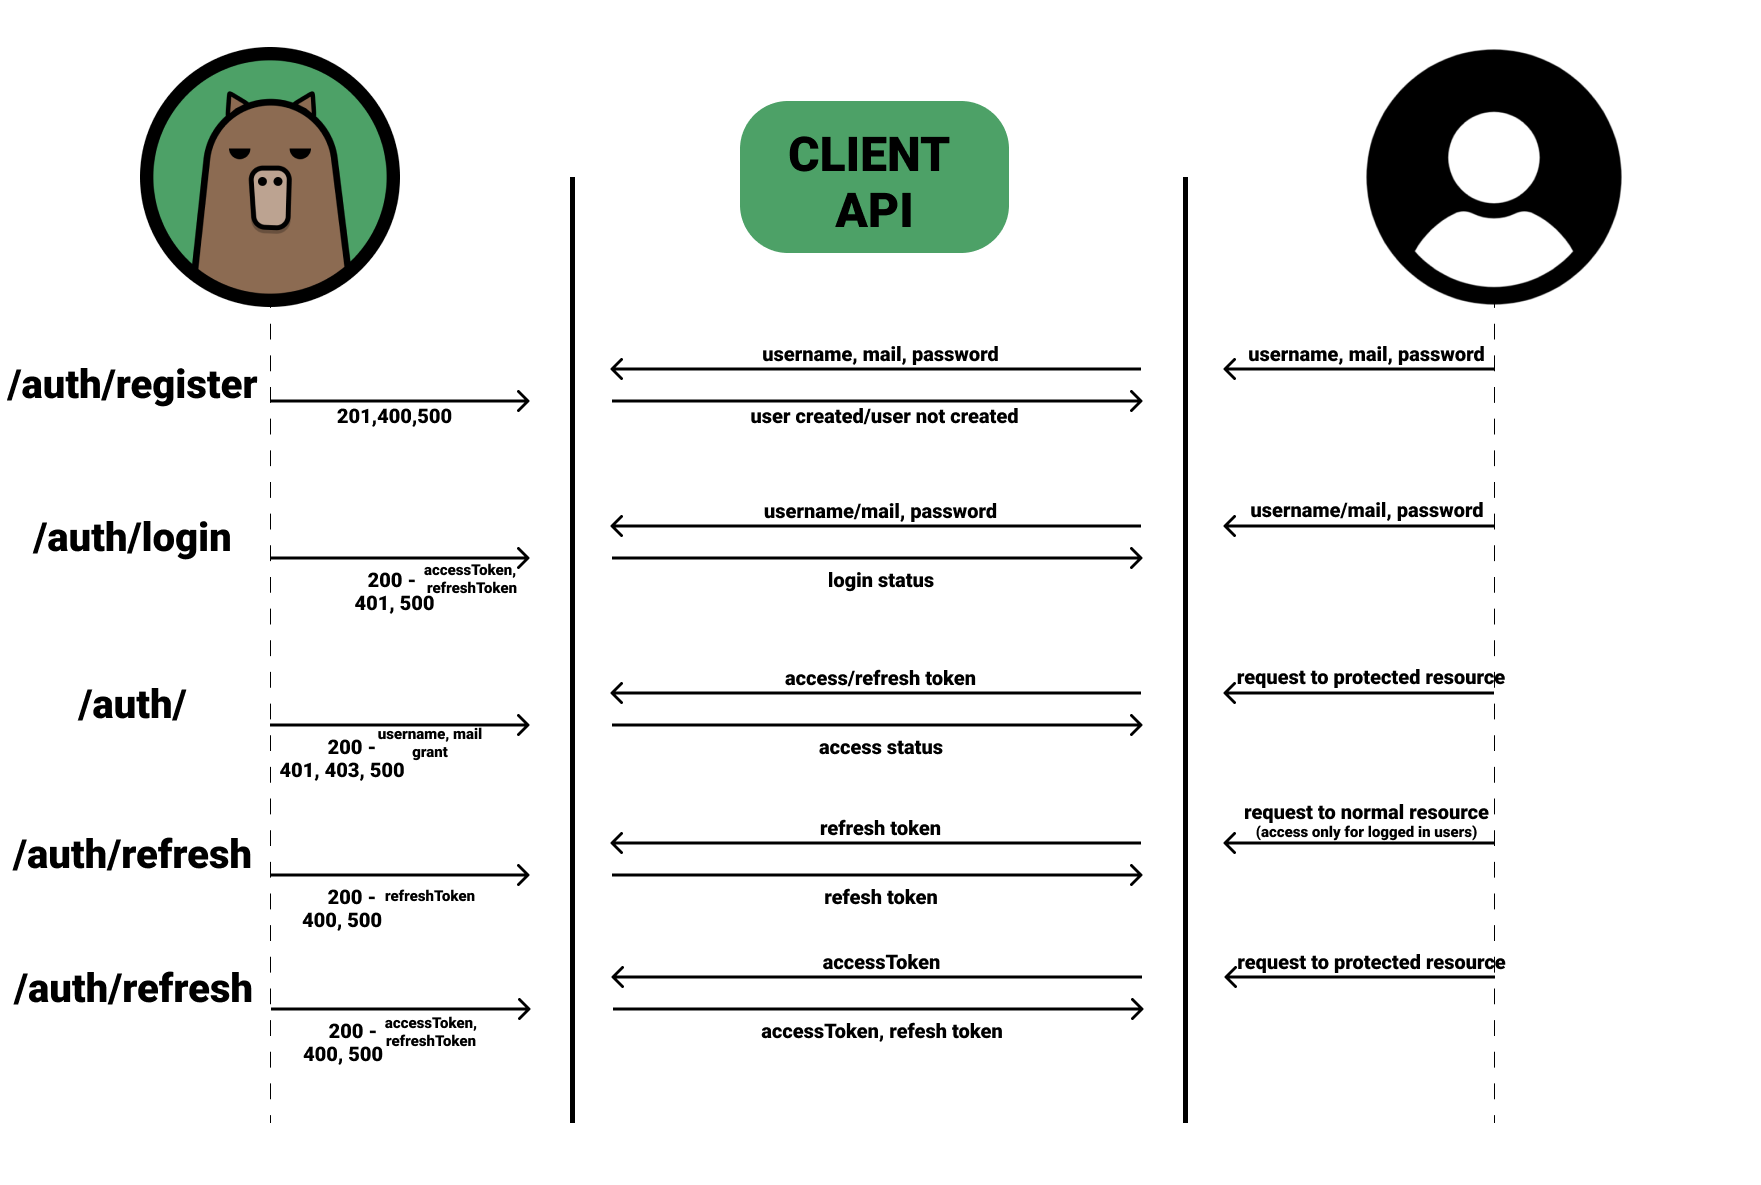 CLIENT
API
username, mail, password
username, mail, password
/auth/register
201,400,500
user created/user not created
username/mail, password
username/mail, password
/auth/login
200 - accessToken,
refreshToken
401, 500
login status
access/refresh token
request to protected resource
/auth/
200 - username, mail
grant
401, 403, 500
access status
request to normal resource
(access only for logged in users)
refresh token
/auth/refresh
200 - refreshToken
400, 500
refesh token
accessToken
request to protected resource
/auth/refresh
200 - accessToken,
refreshToken
400, 500
accessToken, refesh token